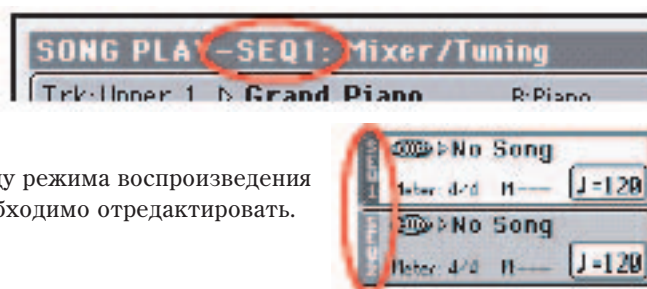 SONG PLAY -SEQ1: Mixer/Tuning
Trk:Upper 1 ▷ Grand Piano R:Piano
▷No Song
Meter: 4/4 M---- ♩=120
▷No Song
Meter: 4/4 M---- ♩=120
ду режима воспроизведения
бходимо отредактировать.